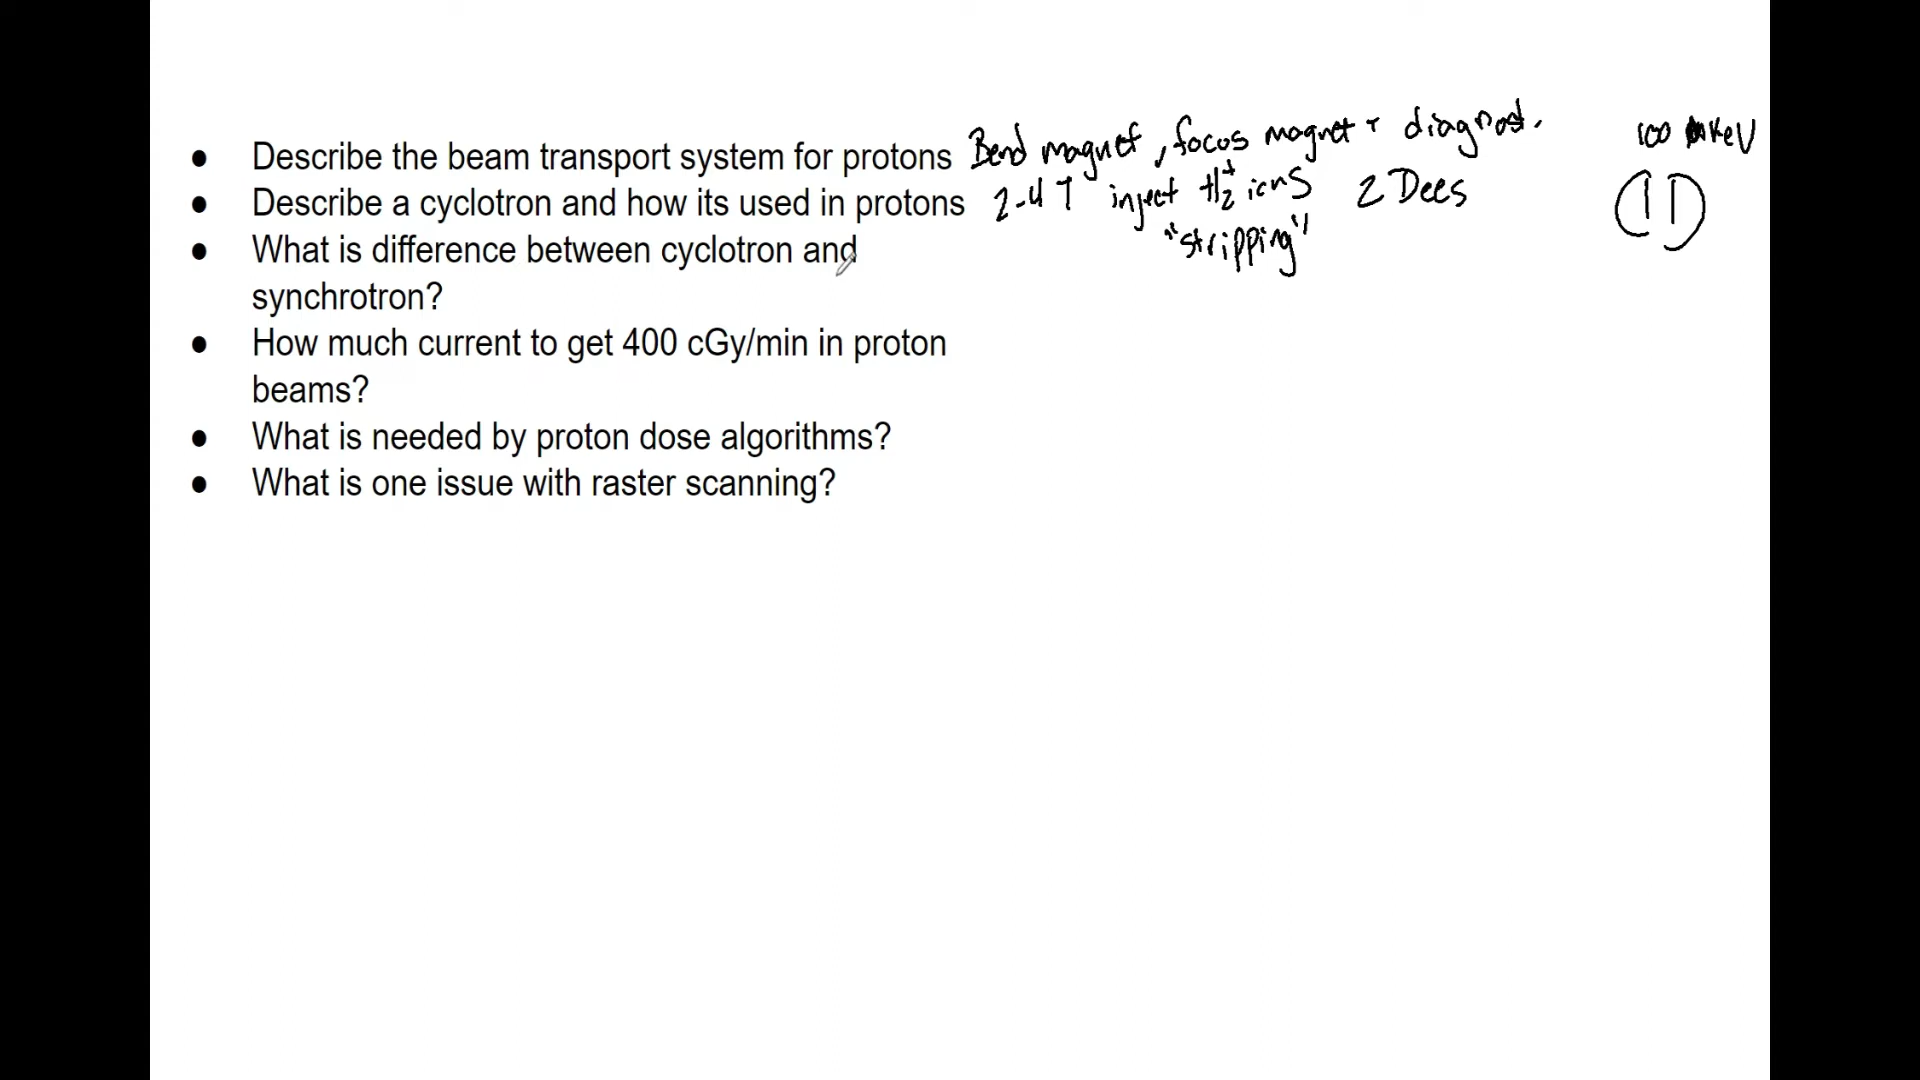 ● Describe the beam transport system for protons Bend magnet, focus magnet + diagnost.
100 keV
● Describe a cyclotron and how its used in protons 2-4 T inject H2+ ions 2 Dees
"stripping"
● What is difference between cyclotron and
synchrotron?
● How much current to get 400 cGy/min in proton
beams?
● What is needed by proton dose algorithms?
● What is one issue with raster scanning?